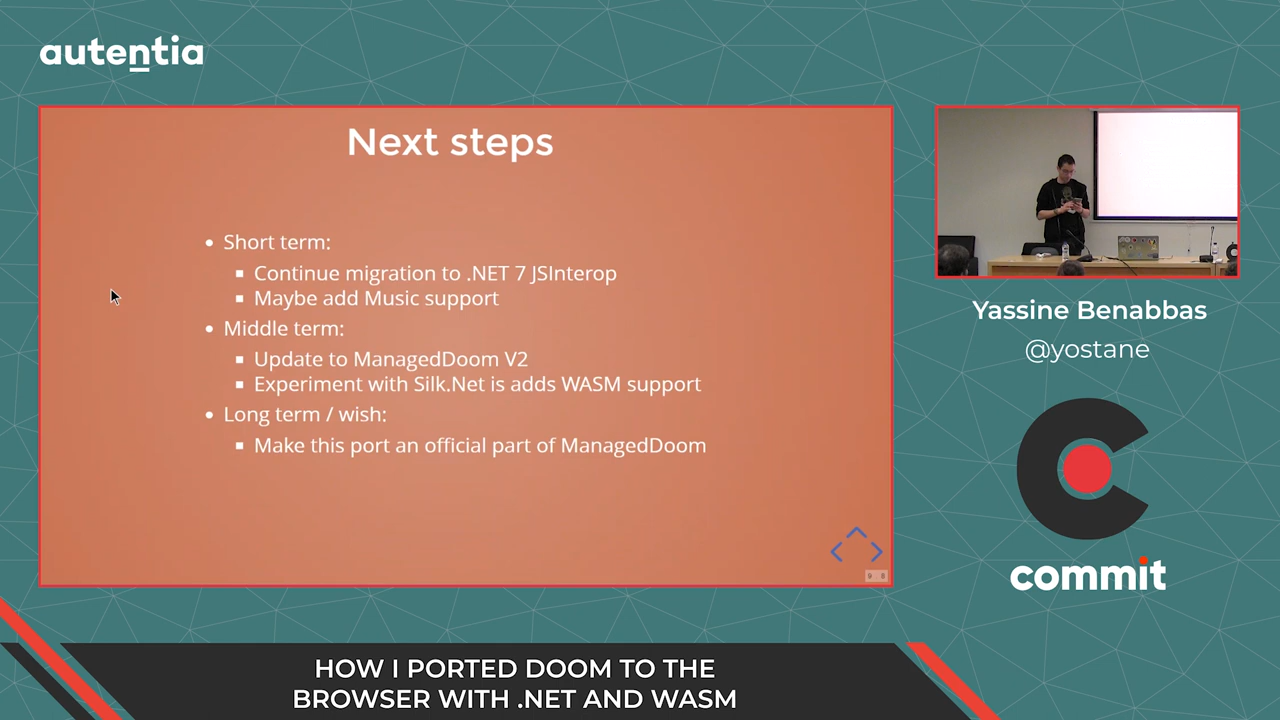 autentia
Next steps
Short term:
Continue migration to .NET 7 JSInterop
Maybe add Music support
Middle term:
Update to ManagedDoom V2
Experiment with Silk.Net is adds WASM support
Long term / wish:
Make this port an official part of ManagedDoom
9 8
Yassine Benabbas
@yostane
commit
HOW I PORTED DOOM TO THE
BROWSER WITH .NET AND WASM